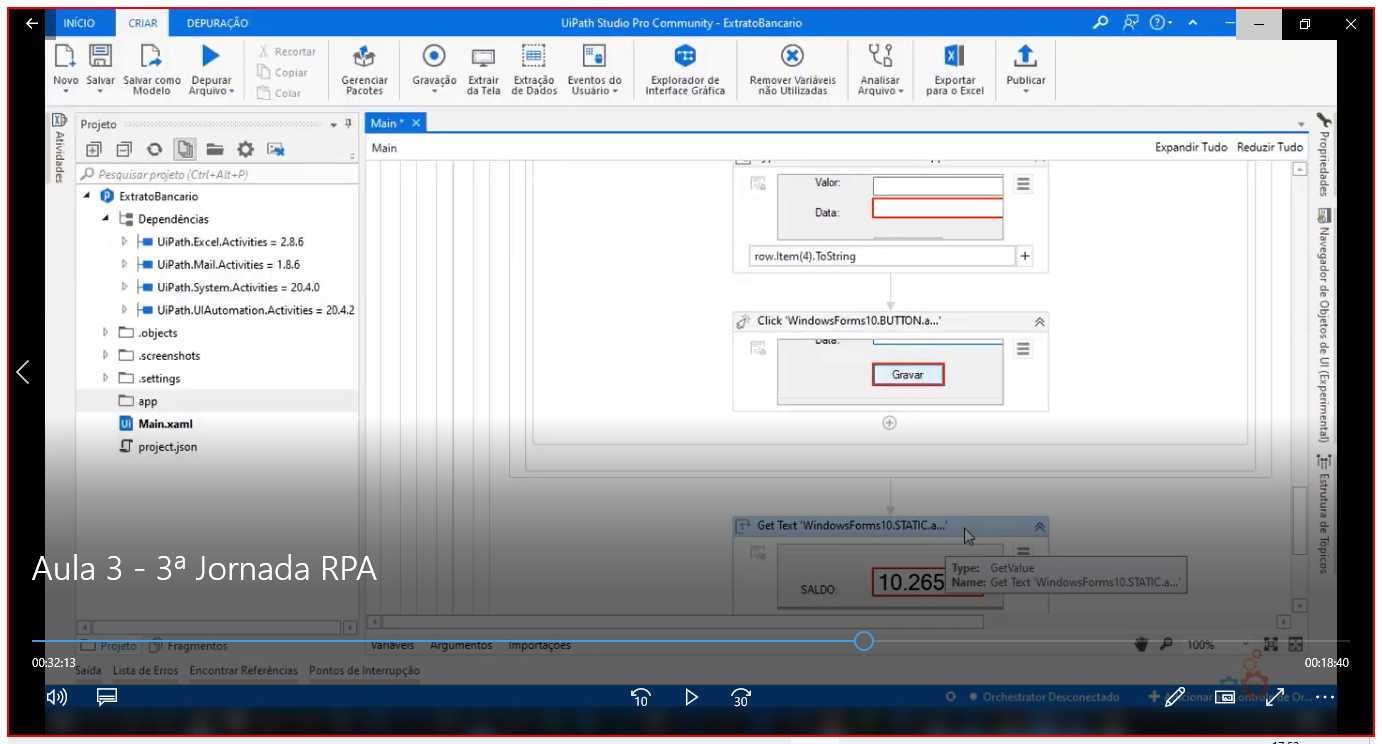 INÍCIO CRIAR DEPURAÇÃO UiPath Studio Pro Community - ExtratoBancario
Novo Salvar Salvar como Modelo Depurar Arquivo Recortar Copiar Colar Gerenciar Pacotes Gravação Extrair da Tela Extração de Dados Eventos do Usuário Explorador de Interface Gráfica Remover Variáveis não Utilizadas Analisar Arquivo Exportar para o Excel Publicar
Atividades
Projeto
Pesquisar projeto (Ctrl+Alt+P)
ExtratoBancario
Dependências
UiPath.Excel.Activities = 2.8.6
UiPath.Mail.Activities = 1.8.6
UiPath.System.Activities = 20.4.0
UiPath.UIAutomation.Activities = 20.4.2
.objects
.screenshots
.settings
app
Main.xaml
project.json
Main *
Main Expandir Tudo Reduzir Tudo
Valor:
Data:
row.Item(4).ToString
Click 'WindowsForms10.BUTTON.a...'
Data:
Gravar
Get Text 'WindowsForms10.STATIC.a...'
SALDO: 10.265
Type: GetValue
Name: Get Text 'WindowsForms10.STATIC.a...'
Propriedades
Navegador de Objetos de UI (Experimental)
Estrutura de Tópicos
Aula 3 - 3ª Jornada RPA
Projeto Fragmentos Variáveis Argumentos Importações 100%
00:32:13 00:18:40
Saída Lista de Erros Encontrar Referências Pontos de Interrupção
10 30 Orchestrator Desconectado